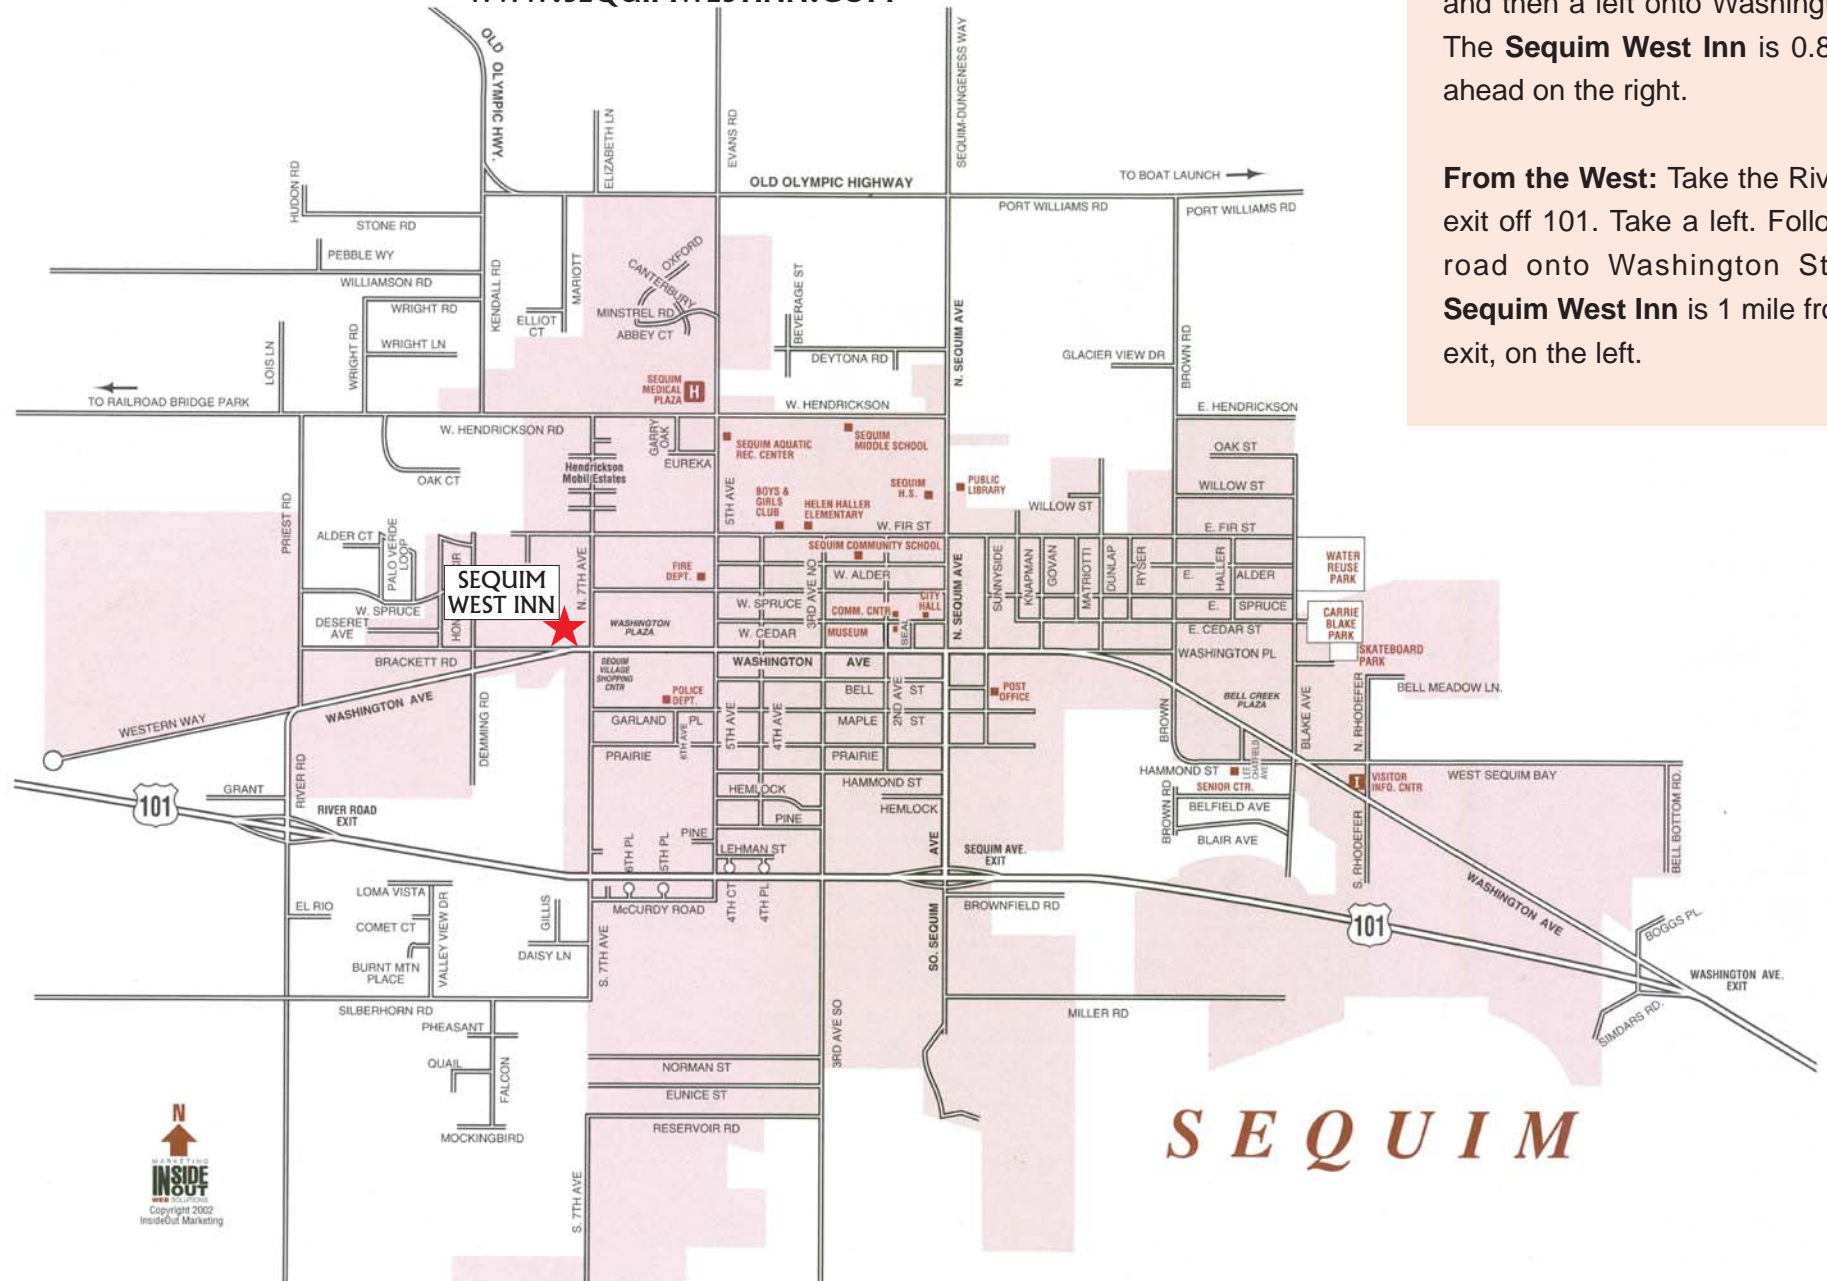 and then a left onto
The Sequim West Inn is
ahead on the right.
From the West: Take the
exit off 101. Take a left.
road onto Washington
Sequim West Inn is 1 mile
exit, on the left.
OLD OLYMPIC HWY.
ELIZABETH LN
EVANS RD
SEQUIM-DUNGENESS WAY
HUDON RD
OLD OLYMPIC HIGHWAY
TO BOAT LAUNCH
STONE RD
PORT WILLIAMS RD
PORT WILLIAMS RD
PEBBLE WY
WILLIAMSON RD
KENDALL RD
MARIOTT
OXFORD
CANTERBURY
MINSTREL RD
ABBEY CT
BEVERAGE ST
WRIGHT RD
ELLIOT
CT
WRIGHT LN
WRIGHT RD
LOIS LN
DEYTONA RD
N. SEQUIM AVE
GLACIER VIEW DR
BROWN RD
TO RAILROAD BRIDGE PARK
SEQUIM
MEDICAL
PLAZA
H
W. HENDRICKSON
E. HENDRICKSON
W. HENDRICKSON RD
GARRY
OAK
EUREKA
SEQUIM AQUATIC
REC. CENTER
SEQUIM
MIDDLE SCHOOL
OAK ST
OAK CT
Hendrickson
Mobil Estates
5TH AVE
BOYS &
GIRLS
CLUB
HELEN HALLER
ELEMENTARY
SEQUIM
H.S.
PUBLIC
LIBRARY
WILLOW ST
WILLOW ST
W. FIR ST
E. FIR ST
PRIEST RD
ALDER CT
PALO VERDE
LOOP
N. 7TH AVE
FIRE
DEPT.
SEQUIM COMMUNITY SCHOOL
3RD AVE NO
W. ALDER
N. SEQUIM AVE
SUNNYSIDE
KNAPMAN
GOVAN
MATRIOTTI
DUNLAP
RYSER
E.
HALLER
ALDER
WATER
REUSE
PARK
SEQUIM
WEST INN
W. SPRUCE
W. SPRUCE
CITY
HALL
COMM. CNTR
E.
SPRUCE
CARRIE
BLAKE
PARK
DESERET
AVE
WASHINGTON
PLAZA
W. CEDAR
MUSEUM
SEAL
E. CEDAR ST
SKATEBOARD
PARK
BRACKETT RD
WASHINGTON
AVE
WASHINGTON PL
SEQUIM
VILLAGE
SHOPPING
CNTR
POLICE
DEPT.
BELL
ST
2ND AVE
POST
OFFICE
BELL CREEK
PLAZA
BELL MEADOW LN.
WESTERN WAY
WASHINGTON AVE
DEMMING RD
GARLAND
PL
6TH AVE
5TH AVE
4TH AVE
MAPLE
ST
BROWN
BLAKE AVE
N. RHODEFER
PRAIRIE
PRAIRIE
RIVER RD
GRANT
HEMLOCK
HAMMOND ST
HEMLOCK
HAMMOND ST
LEE
CHATFIELD
AVE
SENIOR CTR.
I
VISITOR
INFO. CNTR
WEST SEQUIM BAY
BELL BOTTOM RD.
101
RIVER ROAD
EXIT
PINE
PINE
BROWN RD
BELFIELD AVE
BLAIR AVE
6TH PL
5TH PL
LEHMAN ST
AVE
SEQUIM AVE.
EXIT
S. RHODEFER
LOMA VISTA
McCURDY ROAD
4TH CT
4TH PL
BROWNFIELD RD
WASHINGTON AVE
EL RIO
COMET CT
VALLEY VIEW DR
GILLIS
DAISY LN
S. 7TH AVE
SO. SEQUIM
101
BOGGS PL.
BURNT MTN
PLACE
WASHINGTON AVE.
EXIT
SILBERHORN RD
PHEASANT
3RD AVE SO
MILLER RD
SIMDARS RD.
QUAIL
FALCON
NORMAN ST
EUNICE ST
RESERVOIR RD
MOCKINGBIRD
SEQUIM
N
MARKETING
INSIDE
OUT
WEB SOLUTIONS
Copyright 2002
InsideOut Marketing
S. 7TH AVE